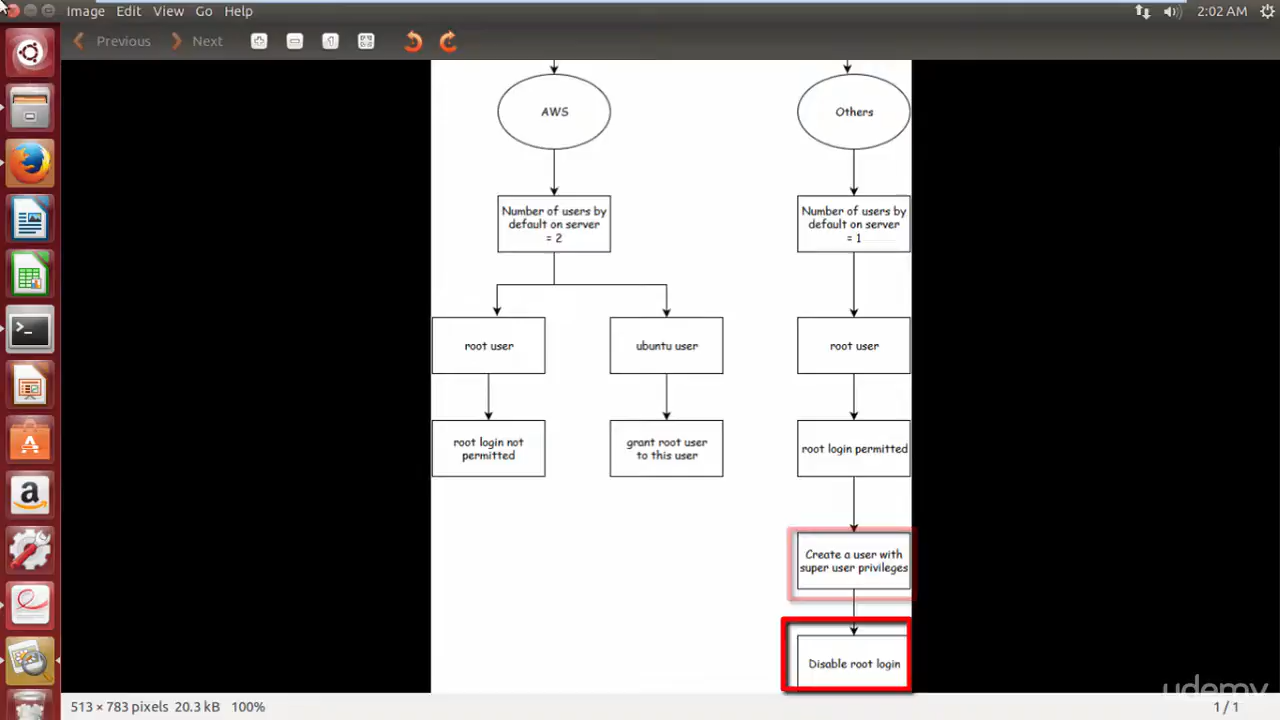 Image Edit View Go Help
2:02 AM
Previous Next
AWS
Others
Number of users by
default on server
= 2
Number of users by
default on server
= 1
root user
ubuntu user
root user
root login not
permitted
grant root user
to this user
root login permitted
Create a user with
super user privileges
Disable root login
udemy
513 × 783 pixels 20.3 kB 100%
1 / 1